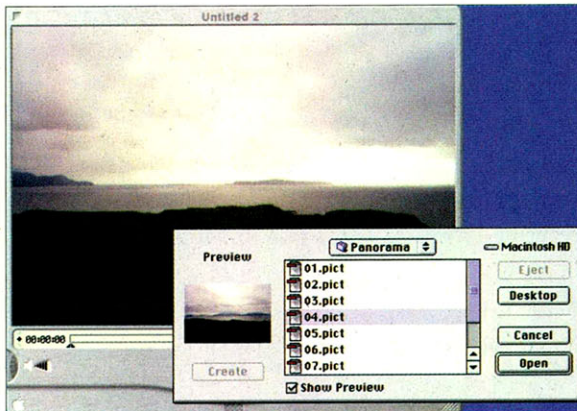 Untitled 2
Panorama
Macintosh HD
Preview
01.pict
02.pict
03.pict
04.pict
05.pict
06.pict
07.pict
Eject
Desktop
Cancel
Open
00:00:00
Create
Show Preview